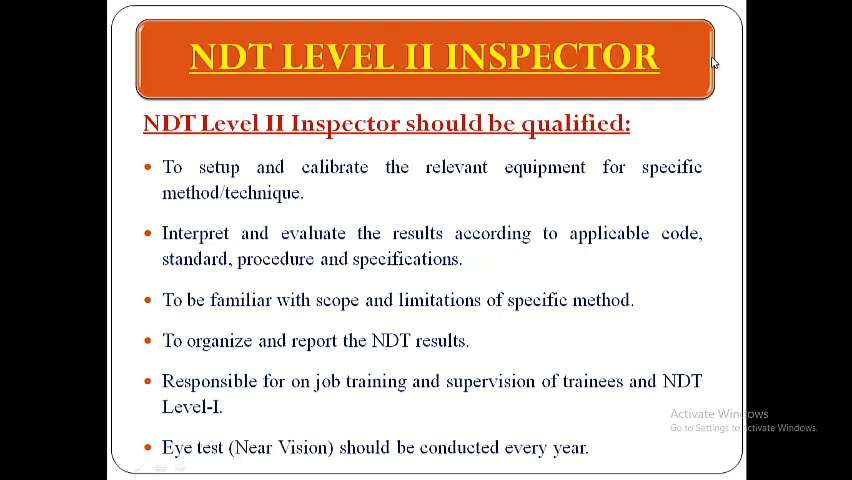 NDT LEVEL II INSPECTOR
NDT Level II Inspector should be qualified:
• To setup and calibrate the relevant equipment for specific
method/technique.
• Interpret and evaluate the results according to applicable code,
standard, procedure and specifications.
• To be familiar with scope and limitations of specific method.
• To organize and report the NDT results.
• Responsible for on job training and supervision of trainees and NDT
Level-I.
• Eye test (Near Vision) should be conducted every year.
Activate Windows
Go to Settings to activate Windows.